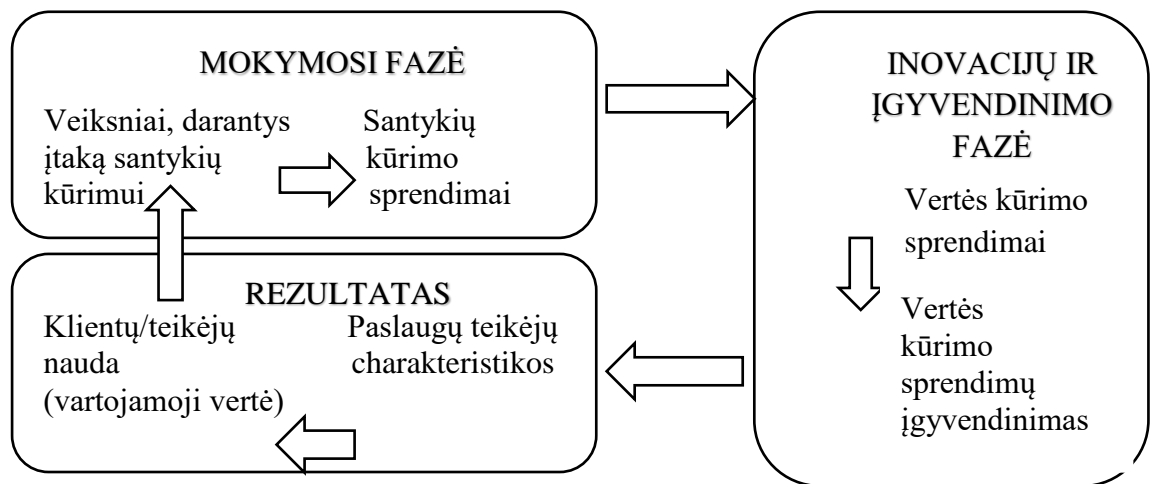 MOKYMOSI FAZĖ
Veiksniai, darantys
įtaką santykių
kūrimui
Santykių
kūrimo
sprendimai
INOVACIJŲ IR
ĮGYVENDINIMO
FAZĖ
Vertės kūrimo
sprendimai
Vertės
kūrimo
sprendimų
įgyvendinimas
REZULTATAS
Paslaugų teikėjų
charakteristikos
Klientų/teikėjų
nauda
(vartojamoji vertė)